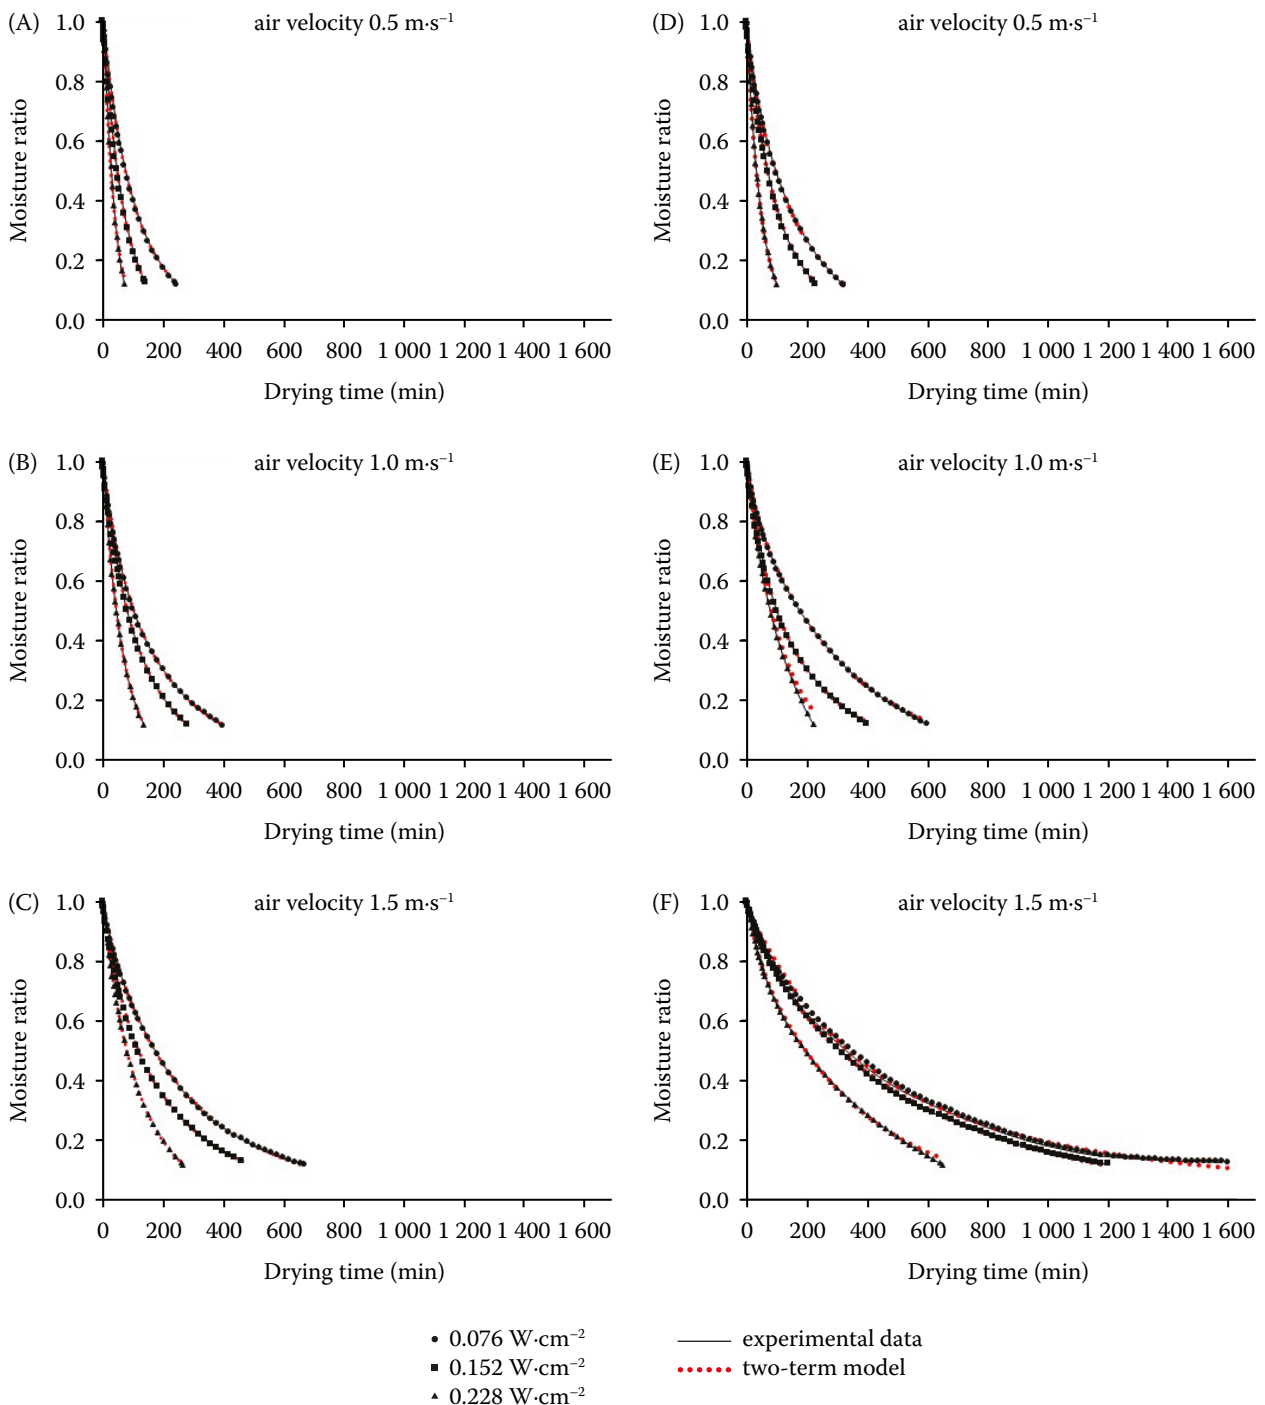 (A) air velocity 0.5 m·s⁻¹
Moisture ratio
1.0
0.8
0.6
0.4
0.2
0.0
0 200 400 600 800 1 000 1 200 1 400 1 600
Drying time (min)
(D) air velocity 0.5 m·s⁻¹
Moisture ratio
1.0
0.8
0.6
0.4
0.2
0.0
0 200 400 600 800 1 000 1 200 1 400 1 600
Drying time (min)
(B) air velocity 1.0 m·s⁻¹
Moisture ratio
1.0
0.8
0.6
0.4
0.2
0.0
0 200 400 600 800 1 000 1 200 1 400 1 600
Drying time (min)
(E) air velocity 1.0 m·s⁻¹
Moisture ratio
1.0
0.8
0.6
0.4
0.2
0.0
0 200 400 600 800 1 000 1 200 1 400 1 600
Drying time (min)
(C) air velocity 1.5 m·s⁻¹
Moisture ratio
1.0
0.8
0.6
0.4
0.2
0.0
0 200 400 600 800 1 000 1 200 1 400 1 600
Drying time (min)
(F) air velocity 1.5 m·s⁻¹
Moisture ratio
1.0
0.8
0.6
0.4
0.2
0.0
0 200 400 600 800 1 000 1 200 1 400 1 600
Drying time (min)
0.076 W·cm⁻²
0.152 W·cm⁻²
0.228 W·cm⁻²
experimental data
two-term model